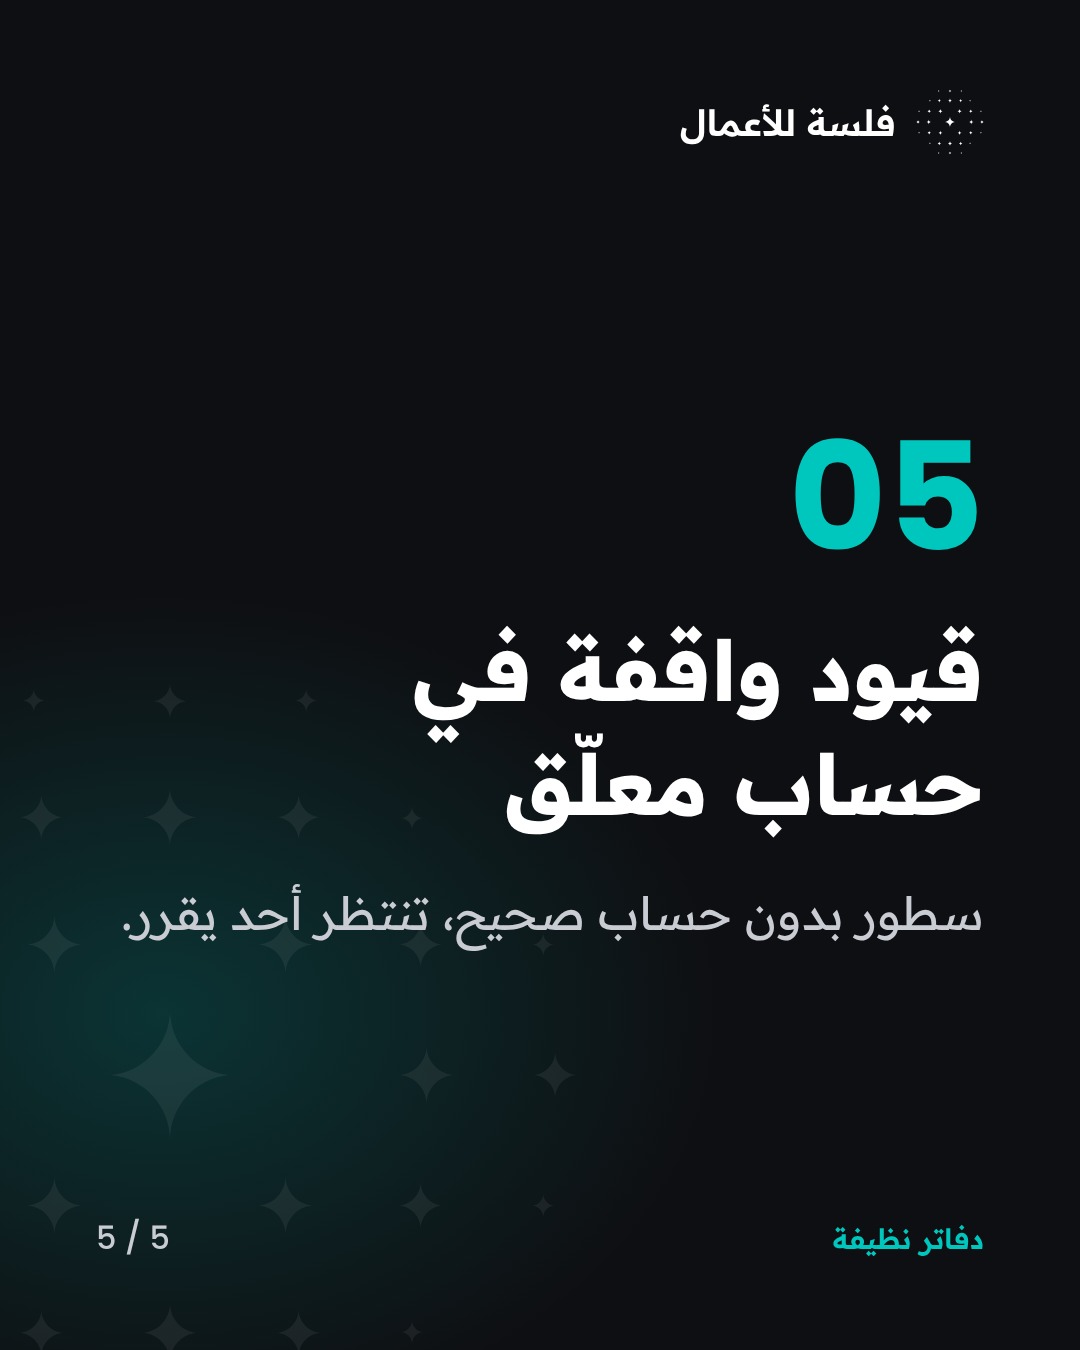 فلسة للأعمال
05
قيود واقفة في
حساب معلّق
سطور بدون حساب صحيح، تنتظر أحد يقرر.
دفاتر نظيفة
5 / 5